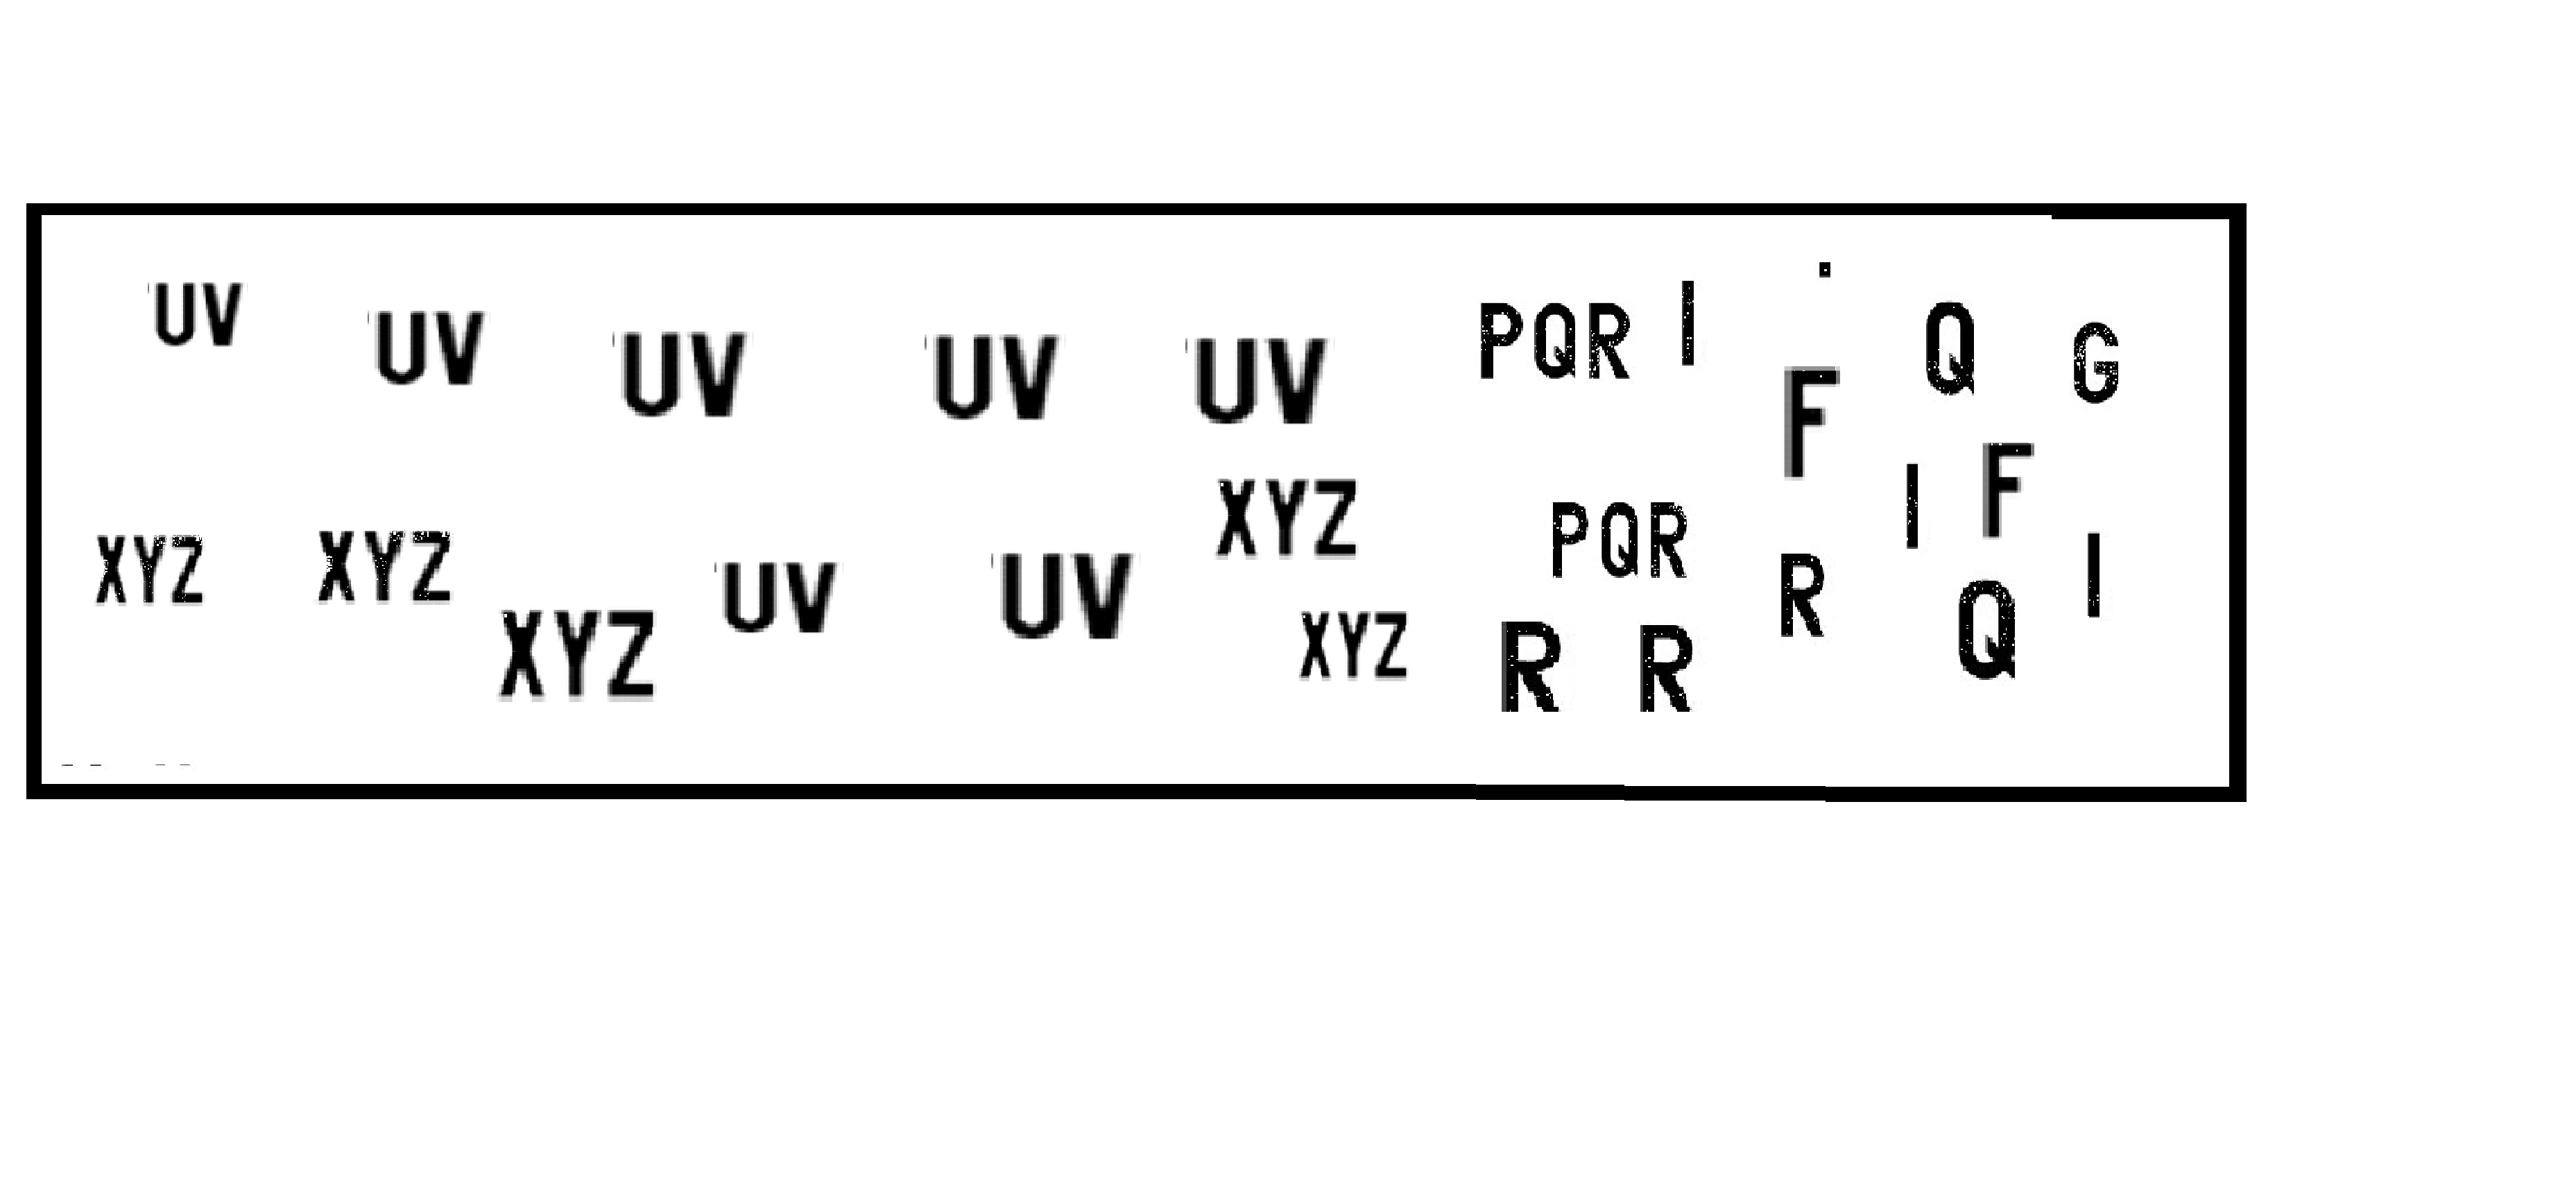 UV UV UV UV UV PQR I Q G
F
XYZ XYZ XYZ PQR I F
XYZ UV UV XYZ R I
R R Q